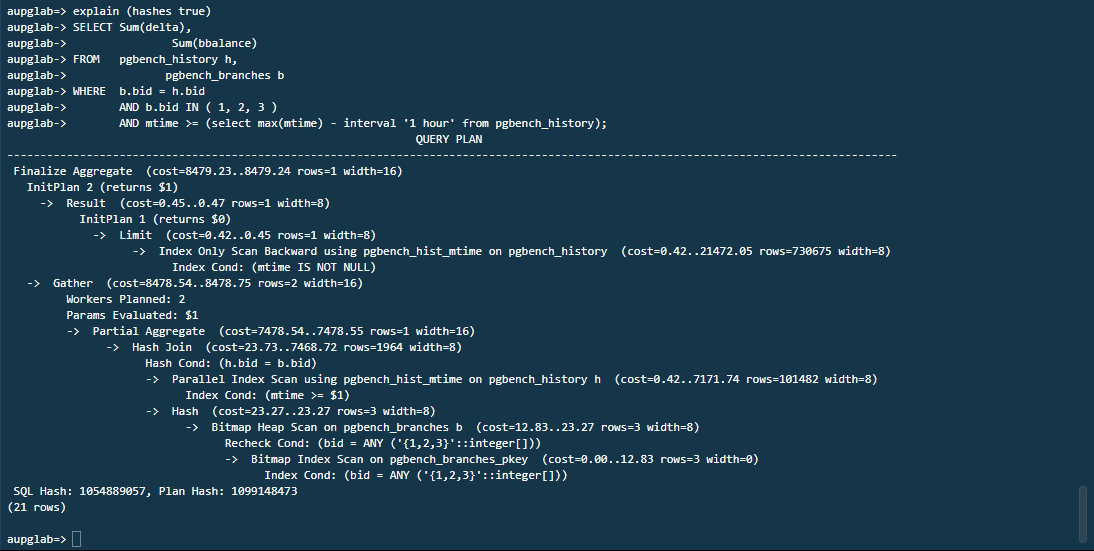 aupglab=> explain (hashes true)
aupglab-> SELECT Sum(delta),
aupglab->                Sum(bbalance)
aupglab-> FROM   pgbench_history h,
aupglab->               pgbench_branches b
aupglab-> WHERE  b.bid = h.bid
aupglab->        AND b.bid IN ( 1, 2, 3 )
aupglab->        AND mtime >= (select max(mtime) - interval '1 hour' from pgbench_history);
                                                              QUERY PLAN
---------------------------------------------------------------------------------------------------------------------------------------
 Finalize Aggregate  (cost=8479.23..8479.24 rows=1 width=16)
   InitPlan 2 (returns $1)
     ->  Result  (cost=0.45..0.47 rows=1 width=8)
           InitPlan 1 (returns $0)
             ->  Limit  (cost=0.42..0.45 rows=1 width=8)
                   ->  Index Only Scan Backward using pgbench_hist_mtime on pgbench_history  (cost=0.42..21472.05 rows=730675 width=8)
                         Index Cond: (mtime IS NOT NULL)
   ->  Gather  (cost=8478.54..8478.75 rows=2 width=16)
         Workers Planned: 2
         Params Evaluated: $1
         ->  Partial Aggregate  (cost=7478.54..7478.55 rows=1 width=16)
               ->  Hash Join  (cost=23.73..7468.72 rows=1964 width=8)
                     Hash Cond: (h.bid = b.bid)
                     ->  Parallel Index Scan using pgbench_hist_mtime on pgbench_history h  (cost=0.42..7171.74 rows=101482 width=8)
                           Index Cond: (mtime >= $1)
                     ->  Hash  (cost=23.27..23.27 rows=3 width=8)
                           ->  Bitmap Heap Scan on pgbench_branches b  (cost=12.83..23.27 rows=3 width=8)
                                 Recheck Cond: (bid = ANY ('{1,2,3}'::integer[]))
                                 ->  Bitmap Index Scan on pgbench_branches_pkey  (cost=0.00..12.83 rows=3 width=0)
                                       Index Cond: (bid = ANY ('{1,2,3}'::integer[]))
 SQL Hash: 1054889057, Plan Hash: 1099148473
(21 rows)
aupglab=>